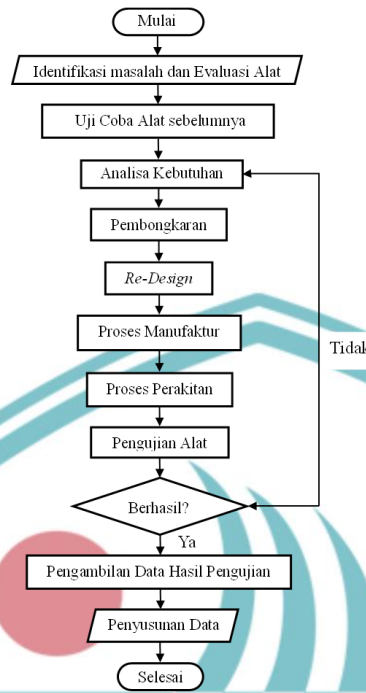 Mulai
Identifikasi masalah dan Evaluasi Alat
Uji Coba Alat sebelumnya
Analisa Kebutuhan
Pembongkaran
Re-Design
Proses Manufaktur
Tidak
Proses Perakitan
Pengujian Alat
Berhasil?
Ya
Pengambilan Data Hasil Pengujian
Penyusunan Data
Selesai